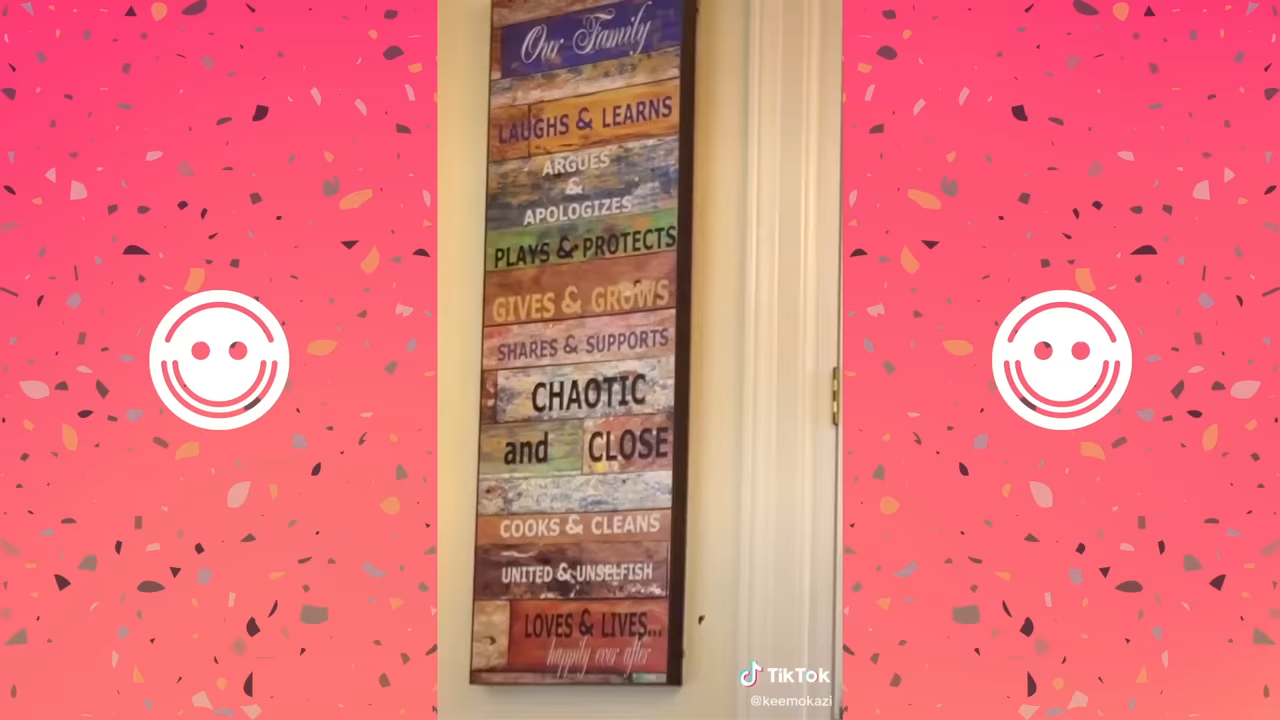 Our Family
LAUGHS & LEARNS
ARGUES
&
APOLOGIZES
PLAYS & PROTECTS
GIVES & GROWS
SHARES & SUPPORTS
CHAOTIC
and CLOSE
COOKS & CLEANS
UNITED & UNSELFISH
LOVES & LIVES...
happily ever after
TikTok
@keemokazi